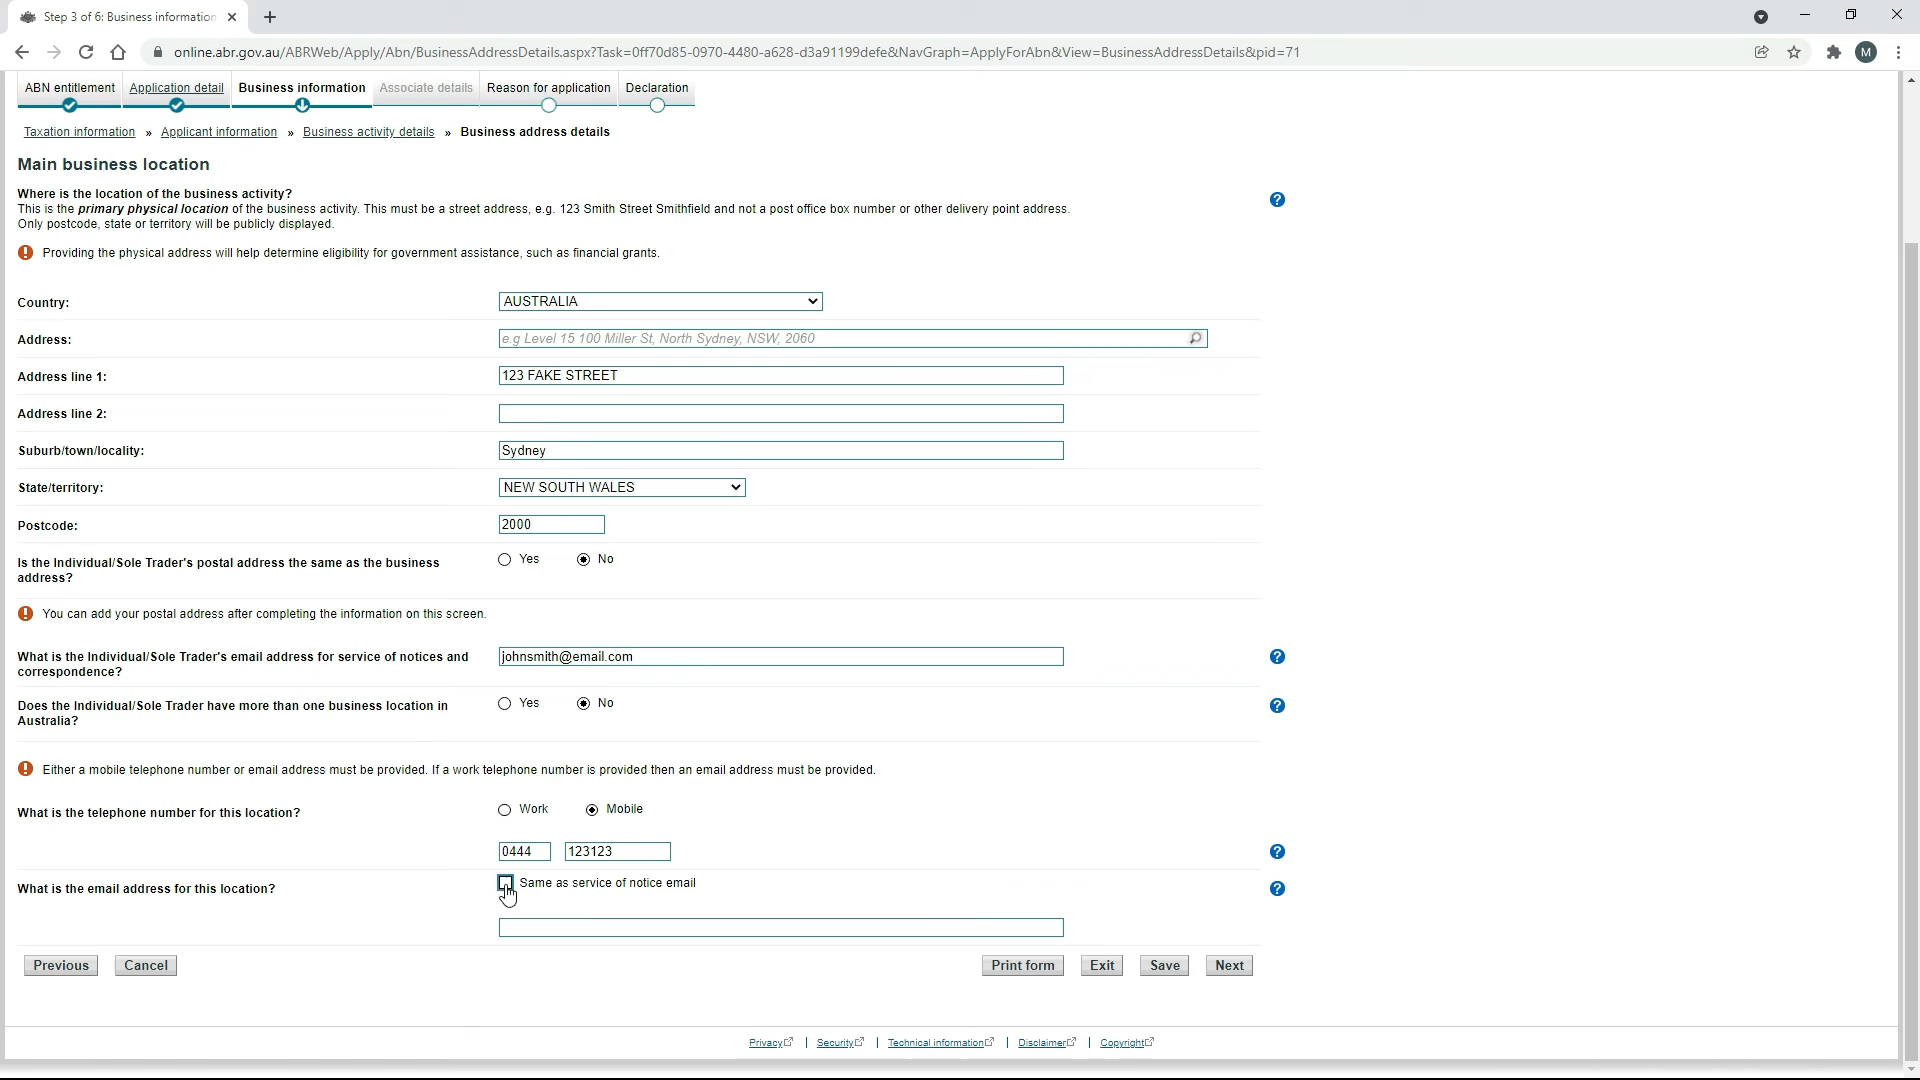 Step 3 of 6: Business information
online.abr.gov.au/ABRWeb/Apply/Abn/BusinessAddressDetails.aspx?Task=0ff70d85-0970-4480-a628-d3a91199defe&NavGraph=ApplyForAbn&View=BusinessAddressDetails&pid=71
M
ABN entitlement Application detail Business information Associate details Reason for application Declaration
Taxation information » Applicant information » Business activity details » Business address details
Main business location
Where is the location of the business activity?
This is the primary physical location of the business activity. This must be a street address, e.g. 123 Smith Street Smithfield and not a post office box number or other delivery point address.
Only postcode, state or territory will be publicly displayed.
Providing the physical address will help determine eligibility for government assistance, such as financial grants.
Country: AUSTRALIA
Address: e.g Level 15 100 Miller St, North Sydney, NSW, 2060
Address line 1: 123 FAKE STREET
Address line 2:
Suburb/town/locality: Sydney
State/territory: NEW SOUTH WALES
Postcode: 2000
Is the Individual/Sole Trader's postal address the same as the business Yes No
address?
You can add your postal address after completing the information on this screen.
What is the Individual/Sole Trader's email address for service of notices and johnsmith@email.com
correspondence?
Does the Individual/Sole Trader have more than one business location in Yes No
Australia?
Either a mobile telephone number or email address must be provided. If a work telephone number is provided then an email address must be provided.
What is the telephone number for this location? Work Mobile
0444 123123
What is the email address for this location? Same as service of notice email
Previous Cancel Print form Exit Save Next
Privacy | Security | Technical information | Disclaimer | Copyright